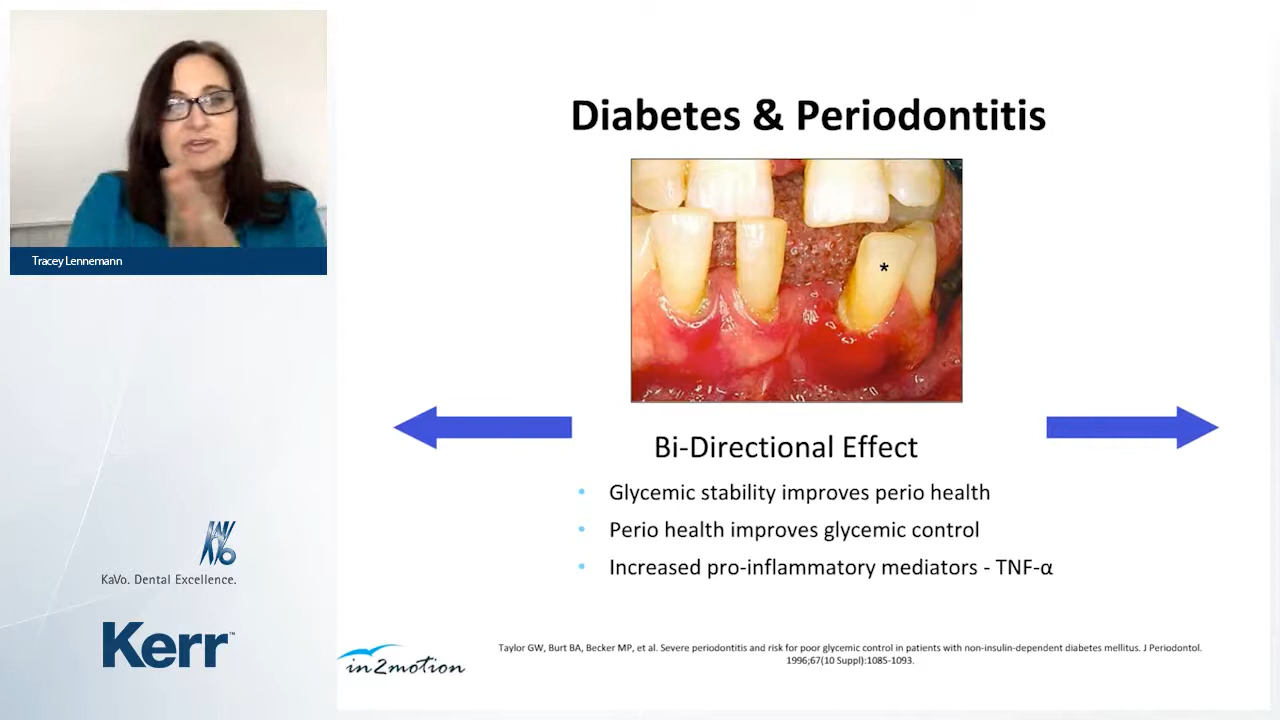 Tracey Lennemann
Diabetes & Periodontitis
*
Bi-Directional Effect
• Glycemic stability improves perio health
• Perio health improves glycemic control
• Increased pro-inflammatory mediators - TNF-α
KaVo
KaVo. Dental Excellence.
Kerr™
in2motion
Taylor GW, Burt BA, Becker MP, et al. Severe periodontitis and risk for poor glycemic control in patients with non-insulin-dependent diabetes mellitus. J Periodontol.
1996;67(10 Suppl):1085-1093.